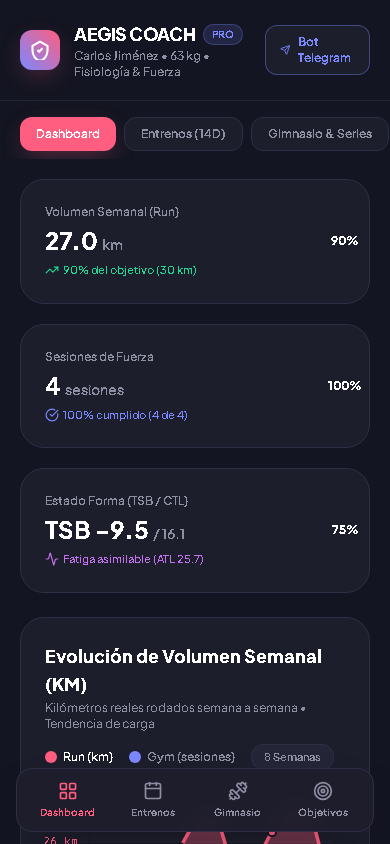 AEGIS COACH PRO
Carlos Jiménez • 63 kg •
Fisiología & Fuerza
Bot
Telegram
Dashboard
Entrenos (14D)
Gimnasio & Series
Volumen Semanal (Run)
27.0 km
90%
90% del objetivo (30 km)
Sesiones de Fuerza
4 sesiones
100%
100% cumplido (4 de 4)
Estado Forma (TSB / CTL)
TSB -9.5 / 16.1
75%
Fatiga asimilable (ATL 25.7)
Evolución de Volumen Semanal
(KM)
Kilómetros reales rodados semana a semana •
Tendencia de carga
Run (km)
Gym (sesiones)
8 Semanas
Dashboard
Entrenos
Gimnasio
Objetivos
26 km